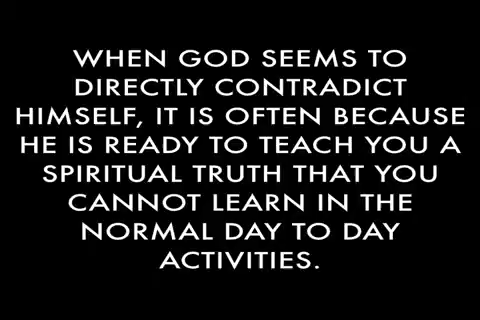 WHEN GOD SEEMS TO
DIRECTLY CONTRADICT
HIMSELF, IT IS OFTEN BECAUSE
HE IS READY TO TEACH YOU A
SPIRITUAL TRUTH THAT YOU
CANNOT LEARN IN THE
NORMAL DAY TO DAY
ACTIVITIES.